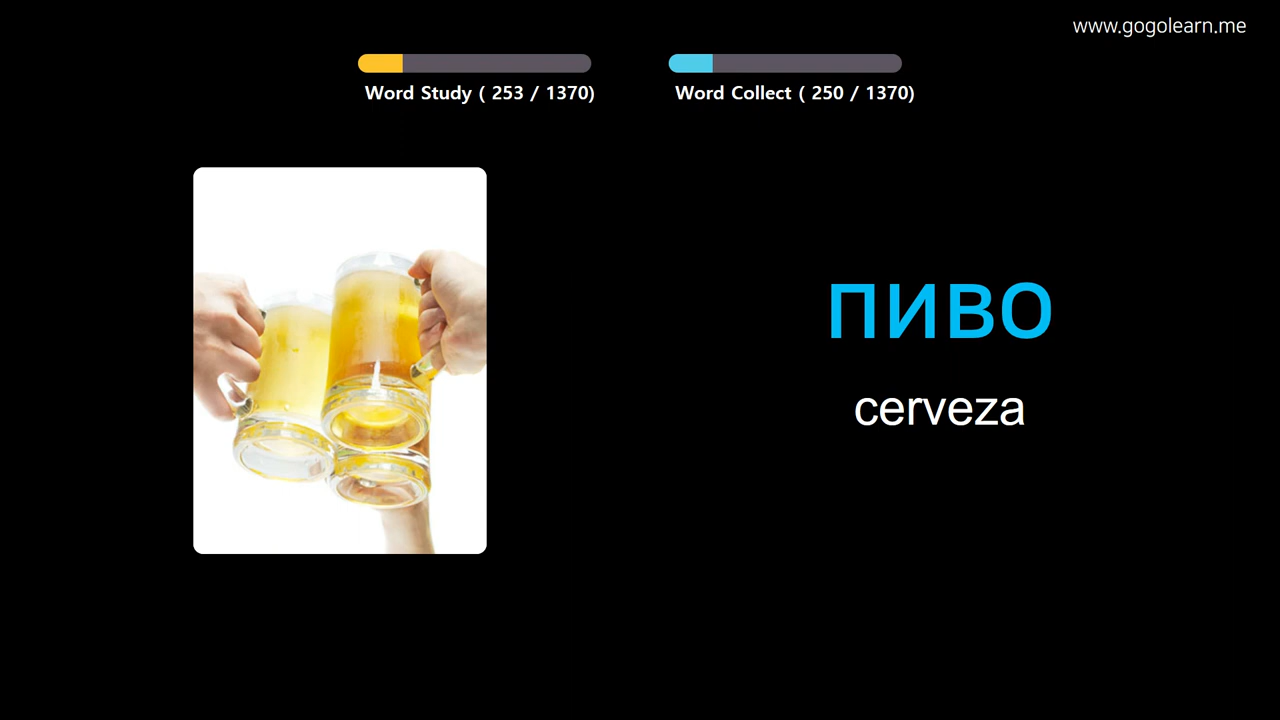 www.gogolearn.me
Word Study ( 253 / 1370)
Word Collect ( 250 / 1370)
пиво
cerveza